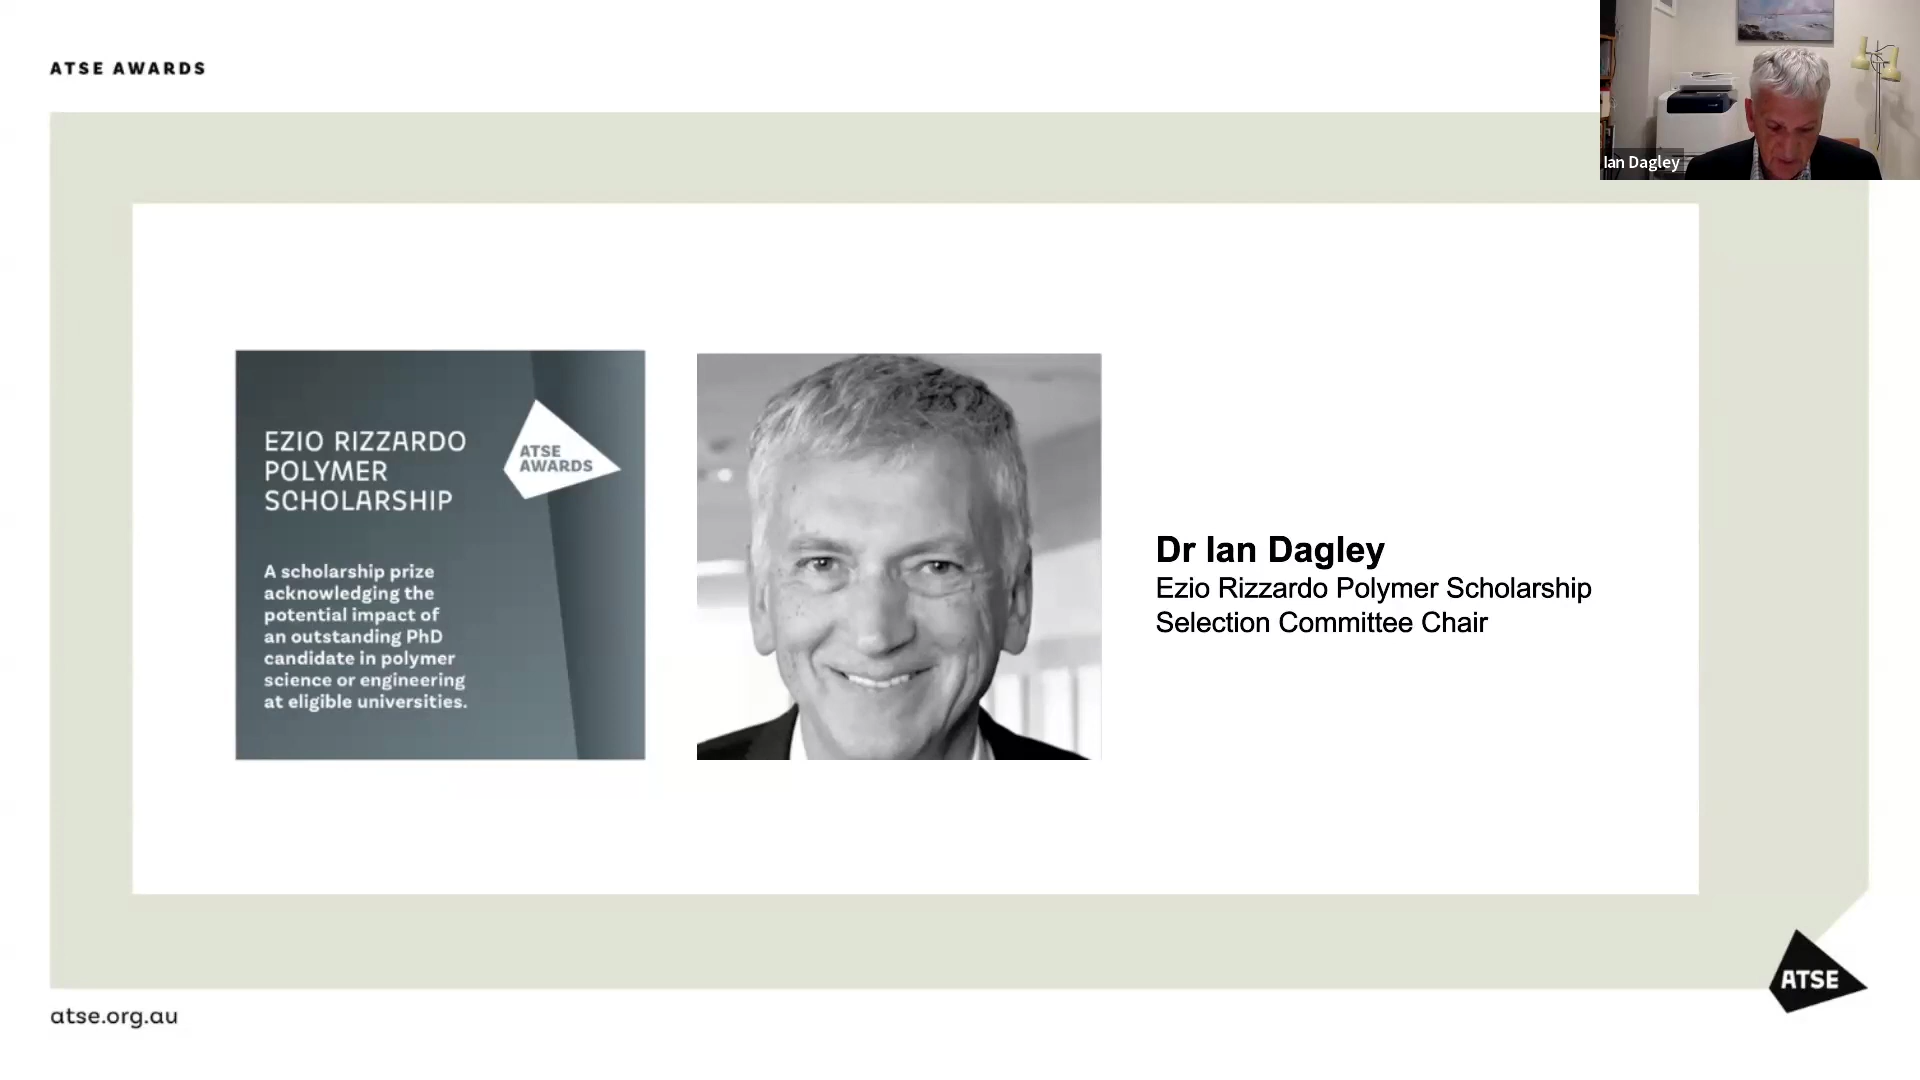 ATSE AWARDS
Ian Dagley
EZIO RIZZARDO
POLYMER
SCHOLARSHIP
ATSE
AWARDS
A scholarship prize
acknowledging the
potential impact of
an outstanding PhD
candidate in polymer
science or engineering
at eligible universities.
Dr Ian Dagley
Ezio Rizzardo Polymer Scholarship
Selection Committee Chair
ATSE
atse.org.au